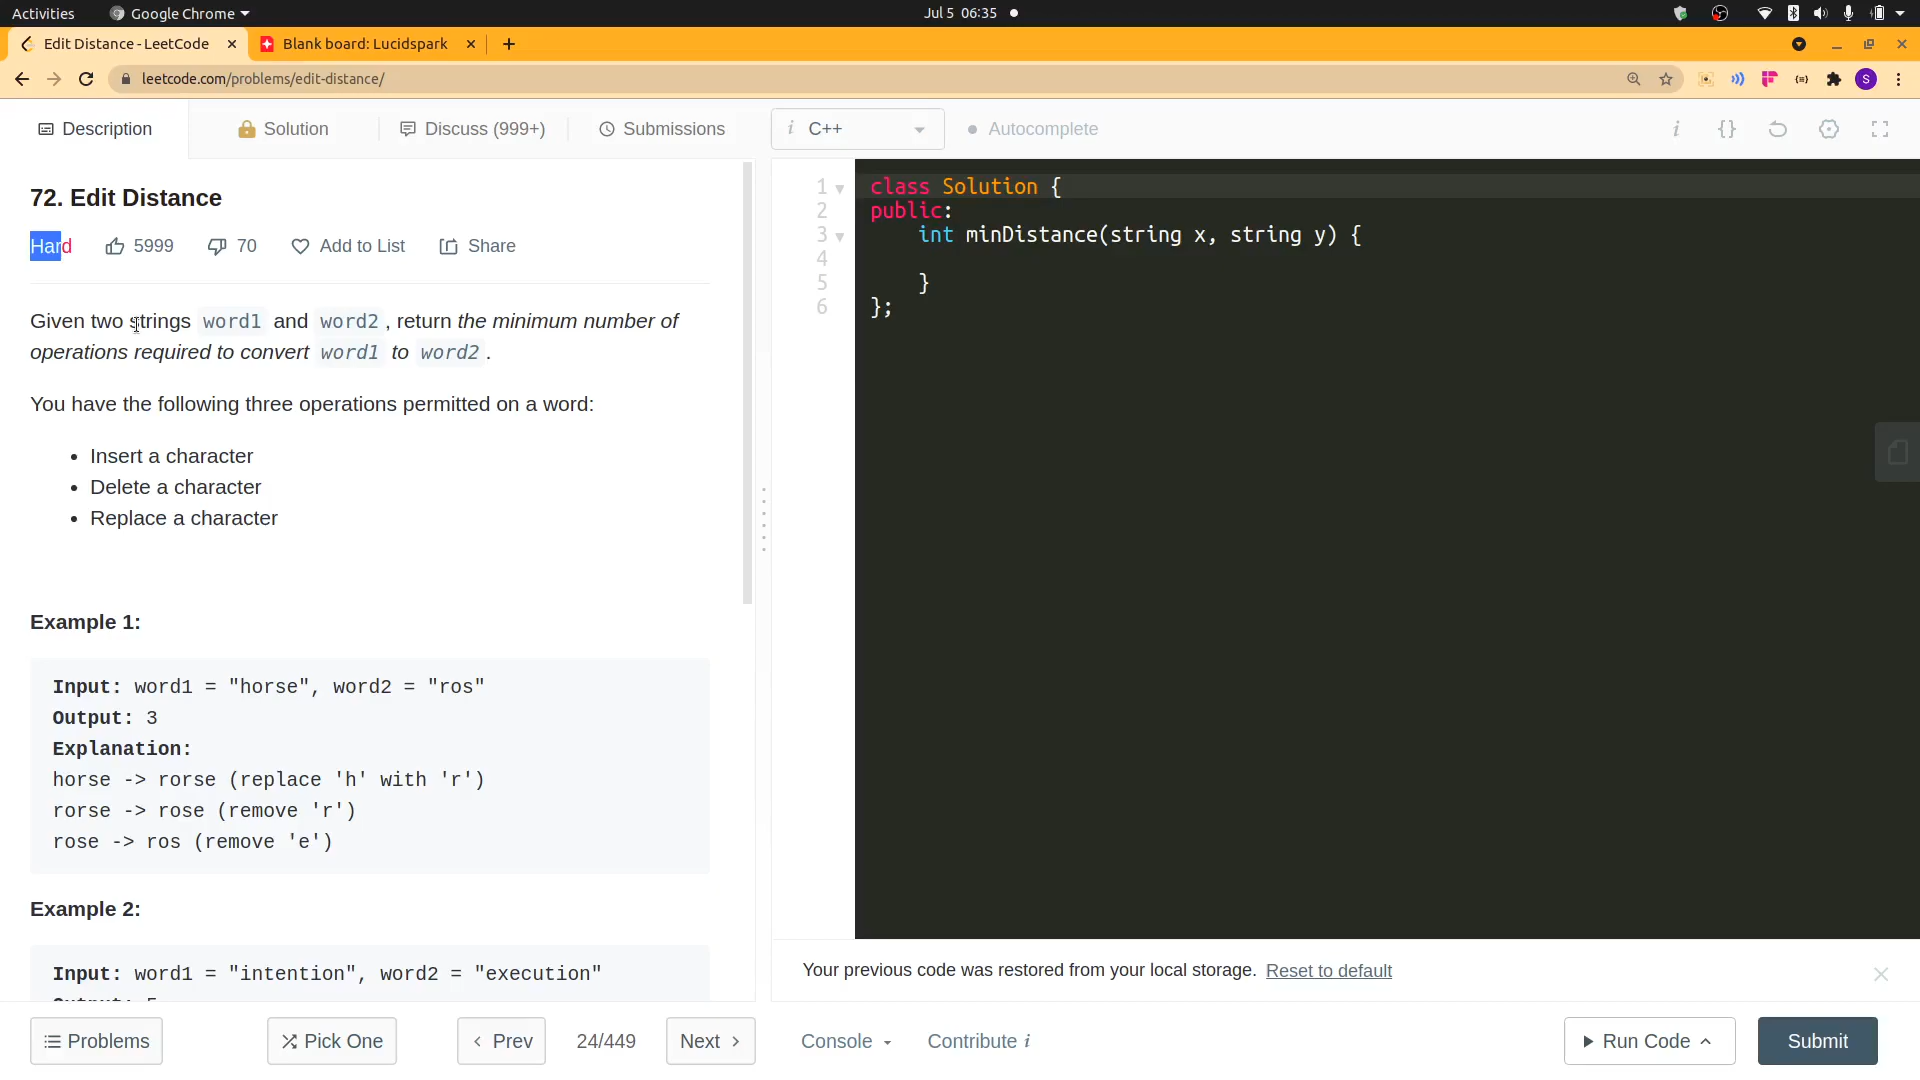 Activities Google Chrome Jul 5 06:35
Edit Distance - LeetCode Blank board: Lucidspark
leetcode.com/problems/edit-distance/ S
Description Solution Discuss (999+) Submissions i C++ Autocomplete i {}
72. Edit Distance
Hard 5999 70 Add to List Share
Given two strings word1 and word2, return the minimum number of
operations required to convert word1 to word2.
You have the following three operations permitted on a word:
• Insert a character
• Delete a character
• Replace a character
Example 1:
Input: word1 = "horse", word2 = "ros"
Output: 3
Explanation:
horse -> rorse (replace 'h' with 'r')
rorse -> rose (remove 'r')
rose -> ros (remove 'e')
Example 2:
Input: word1 = "intention", word2 = "execution"
Output: 5
1 class Solution {
2 public:
3 int minDistance(string x, string y) {
4
5 }
6 };
Your previous code was restored from your local storage. Reset to default
Problems Pick One Prev 24/449 Next Console Contribute i Run Code Submit